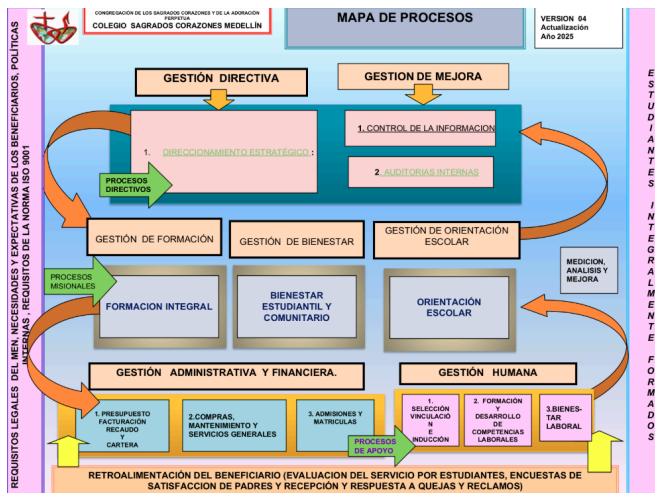 CONGREGACIÓN DE LOS SAGRADOS CORAZONES Y DE LA ADORACIÓN
PERPETUA
COLEGIO SAGRADOS CORAZONES MEDELLÍN
MAPA DE PROCESOS
VERSION 04
Actualización
Año 2025
REQUISITOS LEGALES DEL MEN, NECESIDADES Y EXPECTATIVAS DE LOS BENEFICIARIOS, POLÍTICAS
INTERNAS, REQUISITOS DE LA NORMA ISO 9001
GESTIÓN DIRECTIVA
GESTION DE MEJORA
1. DIRECCIONAMIENTO ESTRATÉGICO :
1. CONTROL DE LA INFORMACION
2. AUDITORIAS INTERNAS
PROCESOS
DIRECTIVOS
GESTIÓN DE FORMACIÓN
GESTIÓN DE BIENESTAR
GESTIÓN DE ORIENTACIÓN
ESCOLAR
PROCESOS
MISIONALES
FORMACION INTEGRAL
BIENESTAR
ESTUDIANTIL Y
COMUNITARIO
ORIENTACIÓN
ESCOLAR
MEDICION,
ANALISIS Y
MEJORA
GESTIÓN ADMINISTRATIVA Y FINANCIERA.
GESTIÓN HUMANA
1. PRESUPUESTO
FACTURACIÓN
RECAUDO
Y
CARTERA
2.COMPRAS,
MANTENIMIENTO Y
SERVICIOS GENERALES
3. ADMISIONES Y
MATRICULAS
PROCESOS
DE APOYO
1.
SELECCIÓN
VINCULACIÓ
N
E
INDUCCIÓN
2. FORMACIÓN
Y
DESARROLLO
DE
COMPETENCIAS
LABORALES
3.BIENES-
TAR
LABORAL
RETROALIMENTACIÓN DEL BENEFICIARIO (EVALUACION DEL SERVICIO POR ESTUDIANTES, ENCUESTAS DE
SATISFACCION DE PADRES Y RECEPCIÓN Y RESPUESTA A QUEJAS Y RECLAMOS)
ESTUDIANTES INTEGRALMENTE FORMADOS